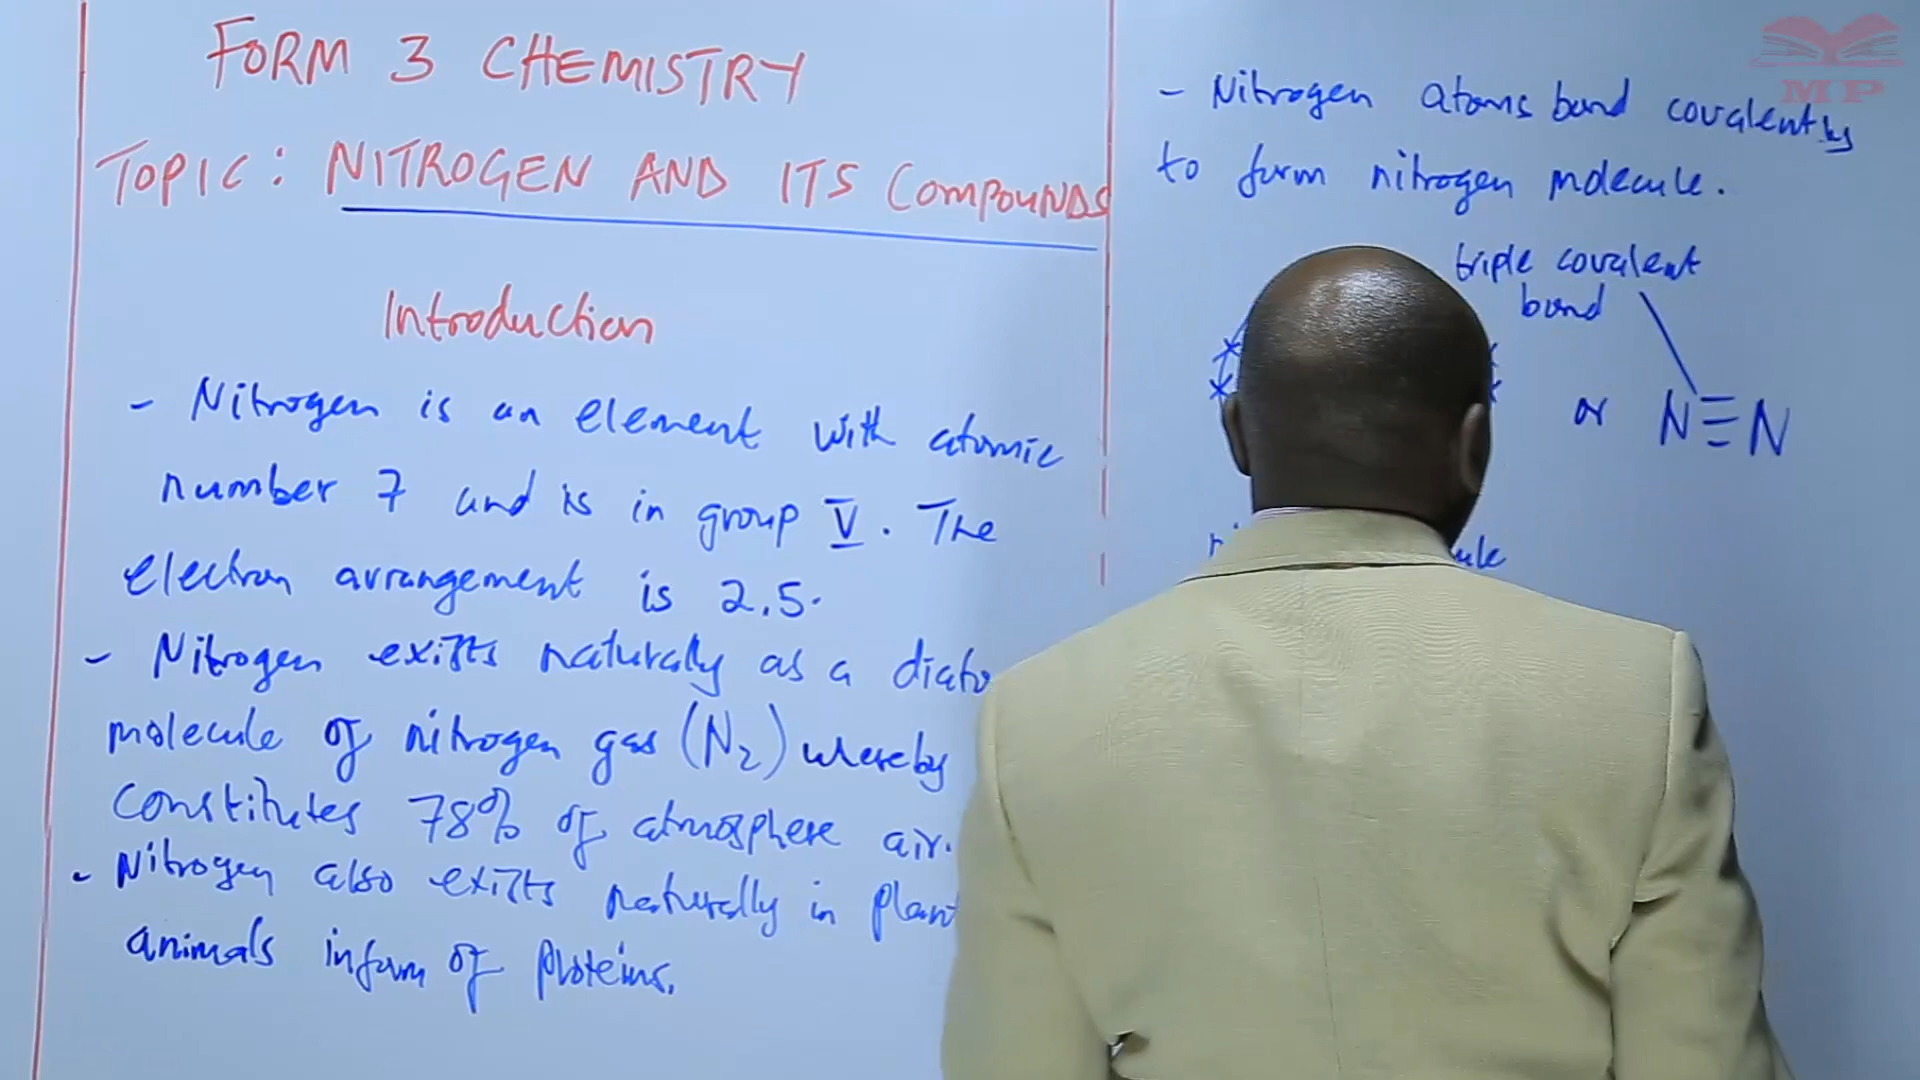 FORM 3 CHEMISTRY
TOPIC: NITROGEN AND ITS COMPOUNDS
Introduction
- Nitrogen is an element with atomic
number 7 and is in group V. The
electron arrangement is 2.5.
- Nitrogen exists naturally as a diato
molecule of nitrogen gas (N₂) whereby
constitutes 78% of atmosphere air.
- Nitrogen also exists naturally in plant
animals inform of proteins.
- Nitrogen atoms bond covalently
to form nitrogen molecule.
triple covalent
bond
or N≡N
MP